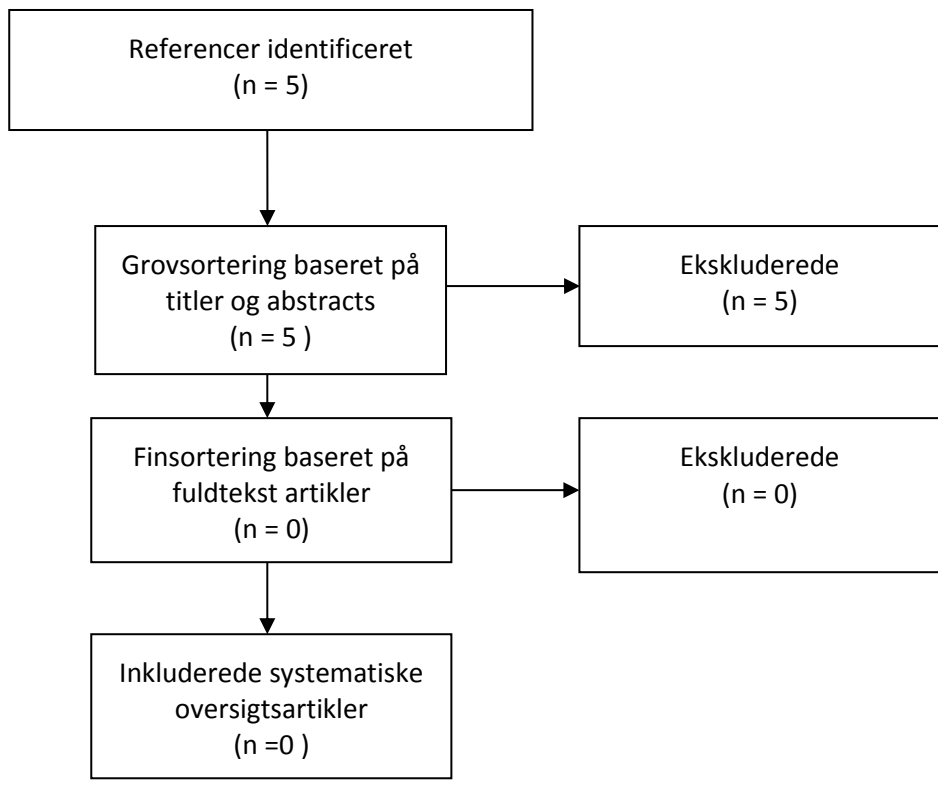 Referencer identificeret
(n = 5)
Grovsortering baseret på
titler og abstracts
(n = 5 )
Ekskluderede
(n = 5)
Finsortering baseret på
fuldtekst artikler
(n = 0)
Ekskluderede
(n = 0)
Inkluderede systematiske
oversigtsartikler
(n =0 )